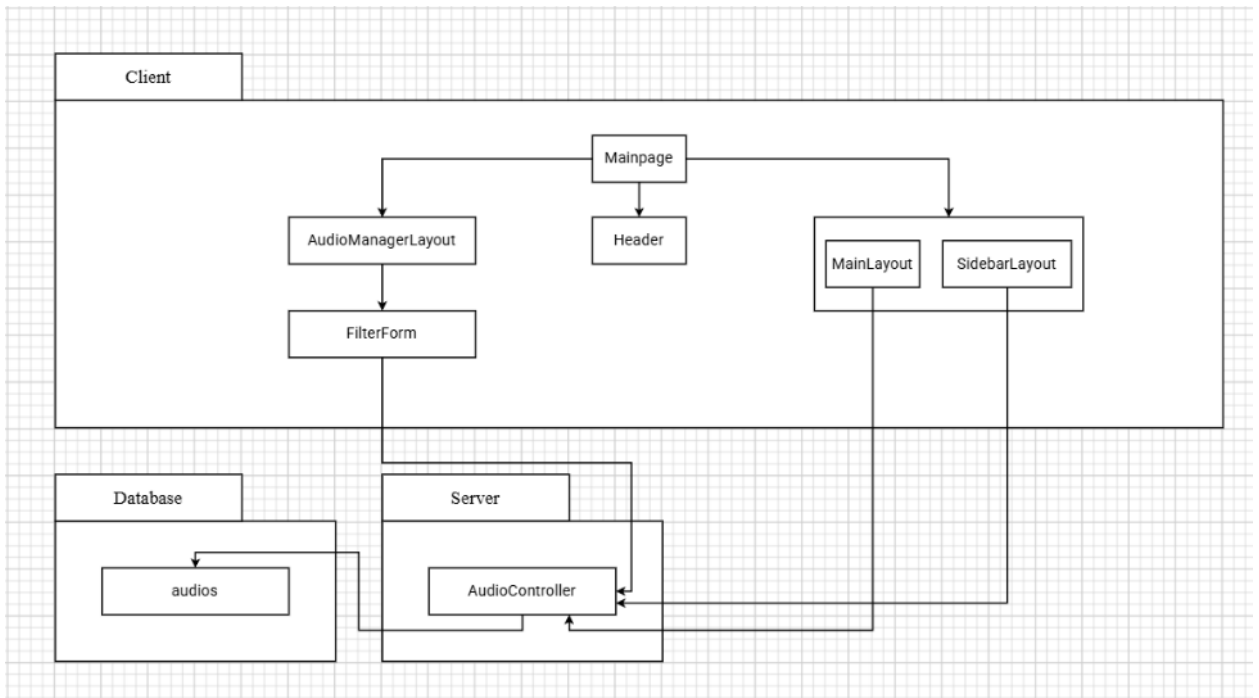 Client
Mainpage
AudioManagerLayout
Header
MainLayout
SidebarLayout
FilterForm
Database
Server
audios
AudioController